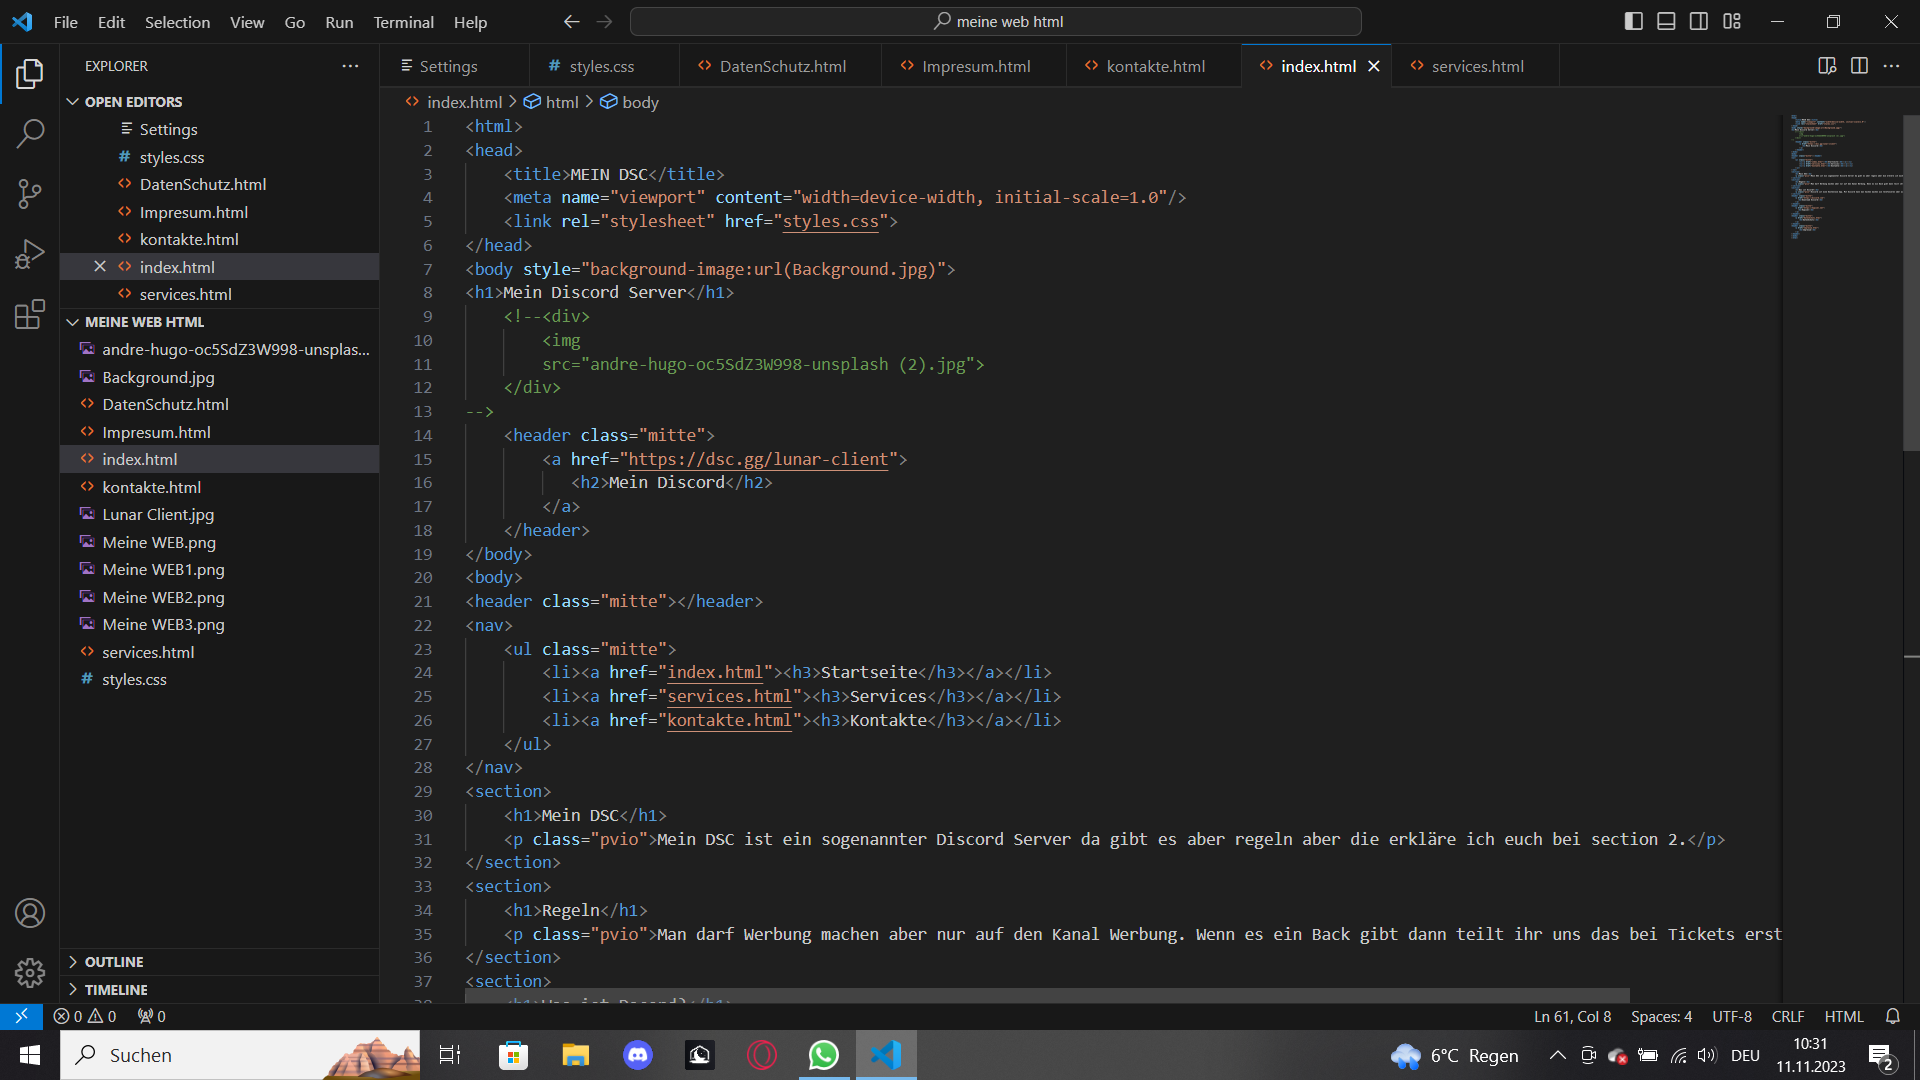 File Edit Selection View Go Run Terminal Help
meine web html
EXPLORER
Settings
styles.css
DatenSchutz.html
Impresum.html
kontakte.html
index.html
services.html
OPEN EDITORS
Settings
styles.css
DatenSchutz.html
Impresum.html
kontakte.html
index.html
services.html
MEINE WEB HTML
andre-hugo-oc5SdZ3W998-unsplas...
Background.jpg
DatenSchutz.html
Impresum.html
index.html
kontakte.html
Lunar Client.jpg
Meine WEB.png
Meine WEB1.png
Meine WEB2.png
Meine WEB3.png
services.html
styles.css
OUTLINE
TIMELINE
index.html > html > body
1 <html>
2 <head>
3 <title>MEIN DSC</title>
4 <meta name="viewport" content="width=device-width, initial-scale=1.0"/>
5 <link rel="stylesheet" href="styles.css">
6 </head>
7 <body style="background-image:url(Background.jpg)">
8 <h1>Mein Discord Server</h1>
9 <!--<div>
10 <img
11 src="andre-hugo-oc5SdZ3W998-unsplash (2).jpg">
12 </div>
13 -->
14 <header class="mitte">
15 <a href="https://dsc.gg/lunar-client">
16 <h2>Mein Discord</h2>
17 </a>
18 </header>
19 </body>
20 <body>
21 <header class="mitte"></header>
22 <nav>
23 <ul class="mitte">
24 <li><a href="index.html"><h3>Startseite</h3></a></li>
25 <li><a href="services.html"><h3>Services</h3></a></li>
26 <li><a href="kontakte.html"><h3>Kontakte</h3></a></li>
27 </ul>
28 </nav>
29 <section>
30 <h1>Mein DSC</h1>
31 <p class="pvio">Mein DSC ist ein sogenannter Discord Server da gibt es aber regeln aber die erkläre ich euch bei section 2.</p>
32 </section>
33 <section>
34 <h1>Regeln</h1>
35 <p class="pvio">Man darf Werbung machen aber nur auf den Kanal Werbung. Wenn es ein Back gibt dann teilt ihr uns das bei Tickets erst
36 </section>
37 <section>
0 0 0
Ln 61, Col 8 Spaces: 4 UTF-8 CRLF HTML
Suchen
6°C Regen
DEU
10:31
11.11.2023
2